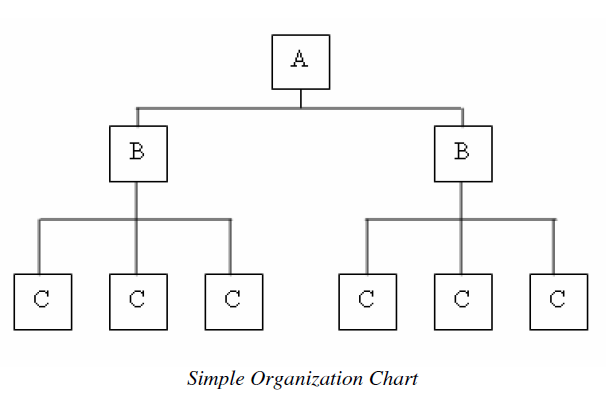 A
B B
C C C C C C
Simple Organization Chart